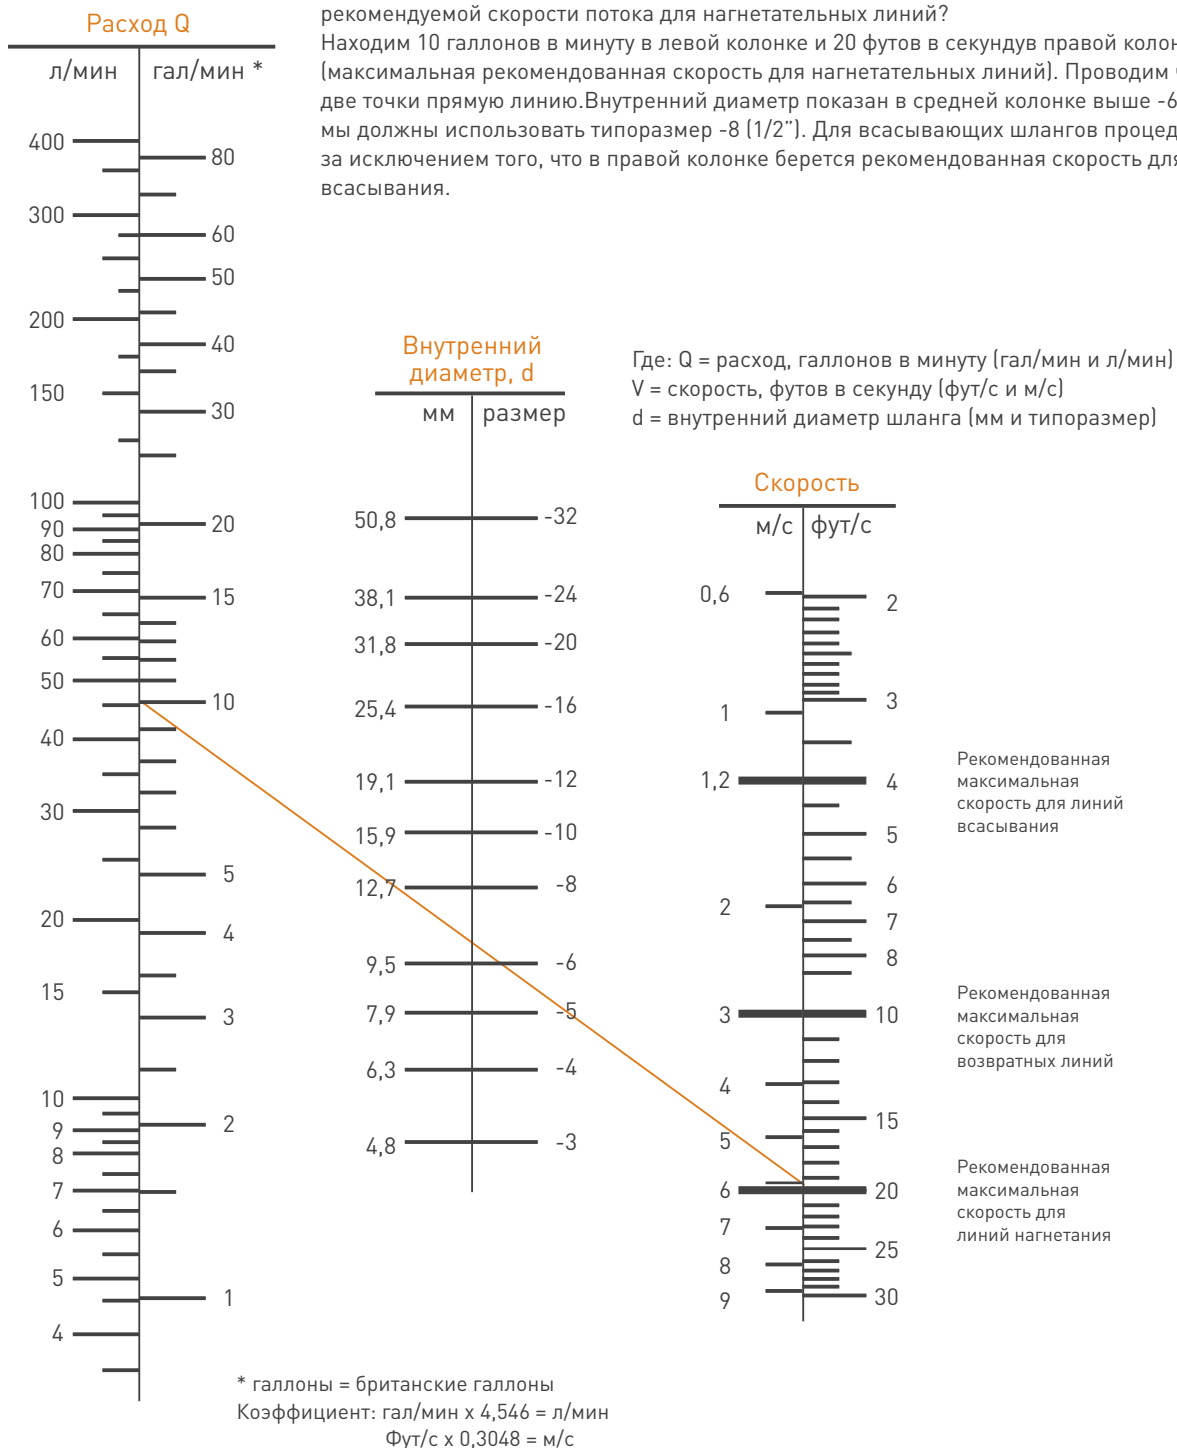 рекомендуемой скорости потока для нагнетательных линий?
Находим 10 галлонов в минуту в левой колонке и 20 футов в секундув правой
(максимальная рекомендованная скорость для нагнетательных линий). Проводим
две точки прямую линию.Внутренний диаметр показан в средней колонке выше -6
мы должны использовать типоразмер -8 (1/2"). Для всасывающих шлангов
за исключением того, что в правой колонке берется рекомендованная скорость для
всасывания.
Расход Q
л/мин гал/мин *
400
80
300
60
50
200
40
150
30
100
20
90
80
70
15
60
50
10
40
30
5
20
4
15
3
10
2
9
8
7
6
5
1
4
Внутренний
диаметр, d
мм размер
50,8 -32
38,1 -24
31,8 -20
25,4 -16
19,1 -12
15,9 -10
12,7 -8
9,5 -6
7,9 -5
6,3 -4
4,8 -3
Где: Q = расход, галлонов в минуту (гал/мин и л/мин)
V = скорость, футов в секунду (фут/с и м/с)
d = внутренний диаметр шланга (мм и типоразмер)
Скорость
м/с фут/с
0,6 2
3
1
1,2 4
5
6
2
7
8
3 10
4
15
5
6 20
7
25
8
9 30
Рекомендованная
максимальная
скорость для линий
всасывания
Рекомендованная
максимальная
скорость для
возвратных линий
Рекомендованная
максимальная
скорость для
линий нагнетания
* галлоны = британские галлоны
Коэффициент: гал/мин x 4,546 = л/мин
Фут/с x 0,3048 = м/с